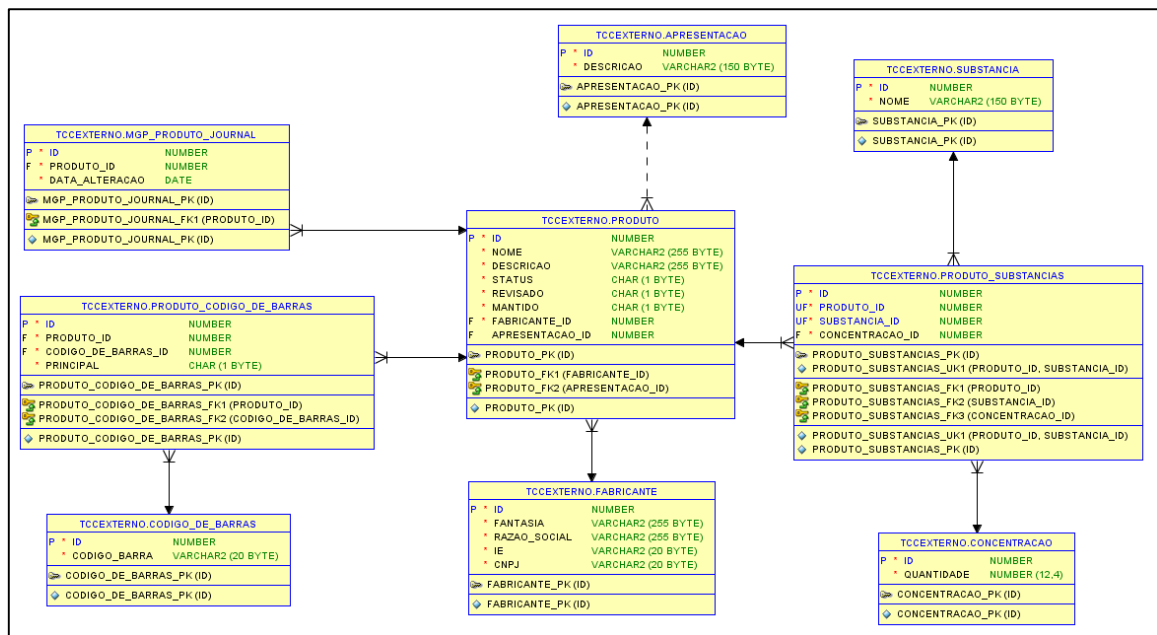 TCCEXTERNO.APRESENTACAO
P * ID NUMBER
* DESCRICAO VARCHAR2 (150 BYTE)
APRESENTACAO_PK (ID)
APRESENTACAO_PK (ID)
TCCEXTERNO.SUBSTANCIA
P * ID NUMBER
* NOME VARCHAR2 (150 BYTE)
SUBSTANCIA_PK (ID)
SUBSTANCIA_PK (ID)
TCCEXTERNO.MGP_PRODUTO_JOURNAL
P * ID NUMBER
F * PRODUTO_ID NUMBER
* DATA_ALTERACAO DATE
MGP_PRODUTO_JOURNAL_PK (ID)
MGP_PRODUTO_JOURNAL_FK1 (PRODUTO_ID)
MGP_PRODUTO_JOURNAL_PK (ID)
TCCEXTERNO.PRODUTO
P * ID NUMBER
* NOME VARCHAR2 (255 BYTE)
* DESCRICAO VARCHAR2 (255 BYTE)
* STATUS CHAR (1 BYTE)
* REVISADO CHAR (1 BYTE)
* MANTIDO CHAR (1 BYTE)
F * FABRICANTE_ID NUMBER
F APRESENTACAO_ID NUMBER
PRODUTO_PK (ID)
PRODUTO_FK1 (FABRICANTE_ID)
PRODUTO_FK2 (APRESENTACAO_ID)
PRODUTO_PK (ID)
TCCEXTERNO.PRODUTO_SUBSTANCIAS
P * ID NUMBER
UF* PRODUTO_ID NUMBER
UF* SUBSTANCIA_ID NUMBER
F * CONCENTRACAO_ID NUMBER
PRODUTO_SUBSTANCIAS_PK (ID)
PRODUTO_SUBSTANCIAS_UK1 (PRODUTO_ID, SUBSTANCIA_ID)
PRODUTO_SUBSTANCIAS_FK1 (PRODUTO_ID)
PRODUTO_SUBSTANCIAS_FK2 (SUBSTANCIA_ID)
PRODUTO_SUBSTANCIAS_FK3 (CONCENTRACAO_ID)
PRODUTO_SUBSTANCIAS_UK1 (PRODUTO_ID, SUBSTANCIA_ID)
PRODUTO_SUBSTANCIAS_PK (ID)
TCCEXTERNO.PRODUTO_CODIGO_DE_BARRAS
P * ID NUMBER
F * PRODUTO_ID NUMBER
F * CODIGO_DE_BARRAS_ID NUMBER
* PRINCIPAL CHAR (1 BYTE)
PRODUTO_CODIGO_DE_BARRAS_PK (ID)
PRODUTO_CODIGO_DE_BARRAS_FK1 (PRODUTO_ID)
PRODUTO_CODIGO_DE_BARRAS_FK2 (CODIGO_DE_BARRAS_ID)
PRODUTO_CODIGO_DE_BARRAS_PK (ID)
TCCEXTERNO.CODIGO_DE_BARRAS
P * ID NUMBER
* CODIGO_BARRA VARCHAR2 (20 BYTE)
CODIGO_DE_BARRAS_PK (ID)
CODIGO_DE_BARRAS_PK (ID)
TCCEXTERNO.FABRICANTE
P * ID NUMBER
* FANTASIA VARCHAR2 (255 BYTE)
* RAZAO_SOCIAL VARCHAR2 (255 BYTE)
* IE VARCHAR2 (20 BYTE)
* CNPJ VARCHAR2 (20 BYTE)
FABRICANTE_PK (ID)
FABRICANTE_PK (ID)
TCCEXTERNO.CONCENTRACAO
P * ID NUMBER
* QUANTIDADE NUMBER (12,4)
CONCENTRACAO_PK (ID)
CONCENTRACAO_PK (ID)